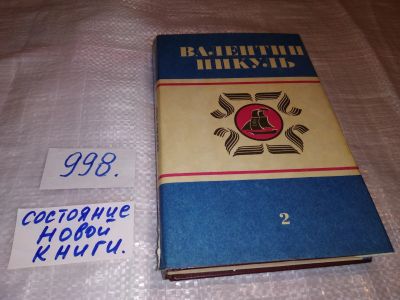 ВАЛЕНТИН
ПИКУЛЬ
2
998.
СОСТОЯНИЕ
НОВОЙ
КНИГИ.